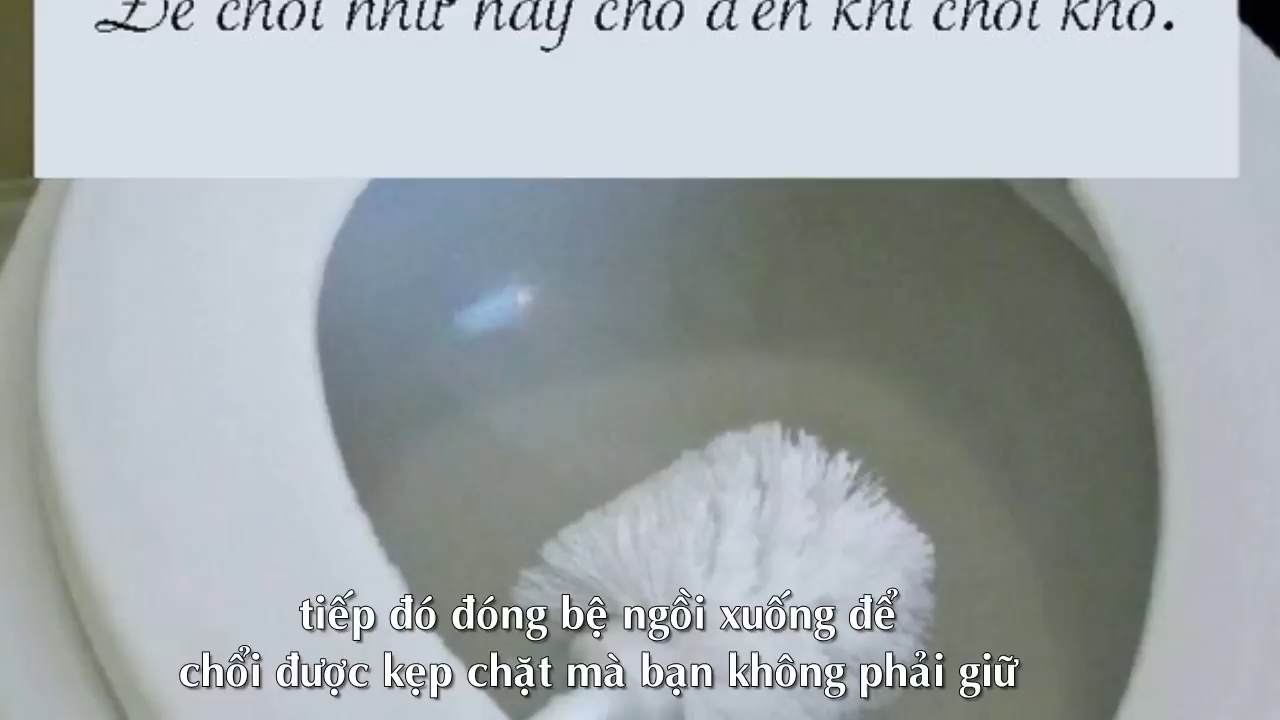 Để chổi như này cho đến khi chổi khô.
tiếp đó đóng bệ ngồi xuống để
chổi được kẹp chặt mà bạn không phải giữ